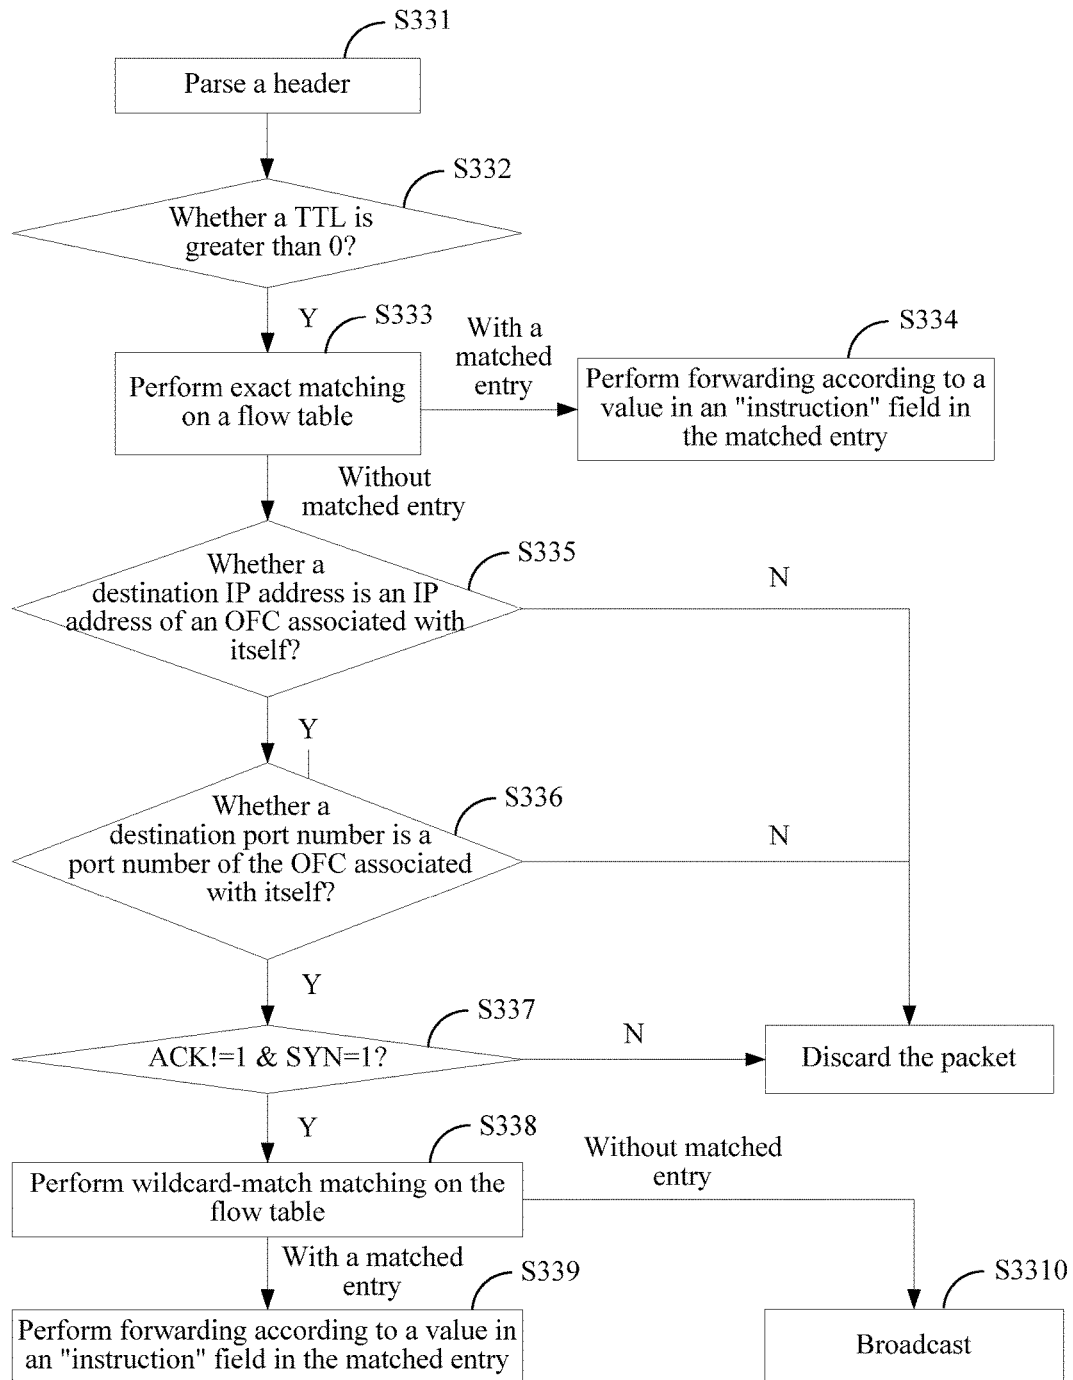 S331
Parse a header
S332
Whether a TTL is
greater than 0?
Y
S333
With a
matched
entry
S334
Perform exact matching
on a flow table
Perform forwarding according to a
value in an "instruction" field in
the matched entry
Without
matched entry
S335
Whether a
destination IP address is an IP
address of an OFC associated with
itself?
N
Y
S336
Whether a
destination port number is a
port number of the OFC associated
with itself?
N
Y
S337
ACK!=1 & SYN=1?
N
Discard the packet
Y
S338
Perform wildcard-match matching on the
flow table
Without matched
entry
With a matched
entry
S339
S3310
Perform forwarding according to a value in
an "instruction" field in the matched entry
Broadcast